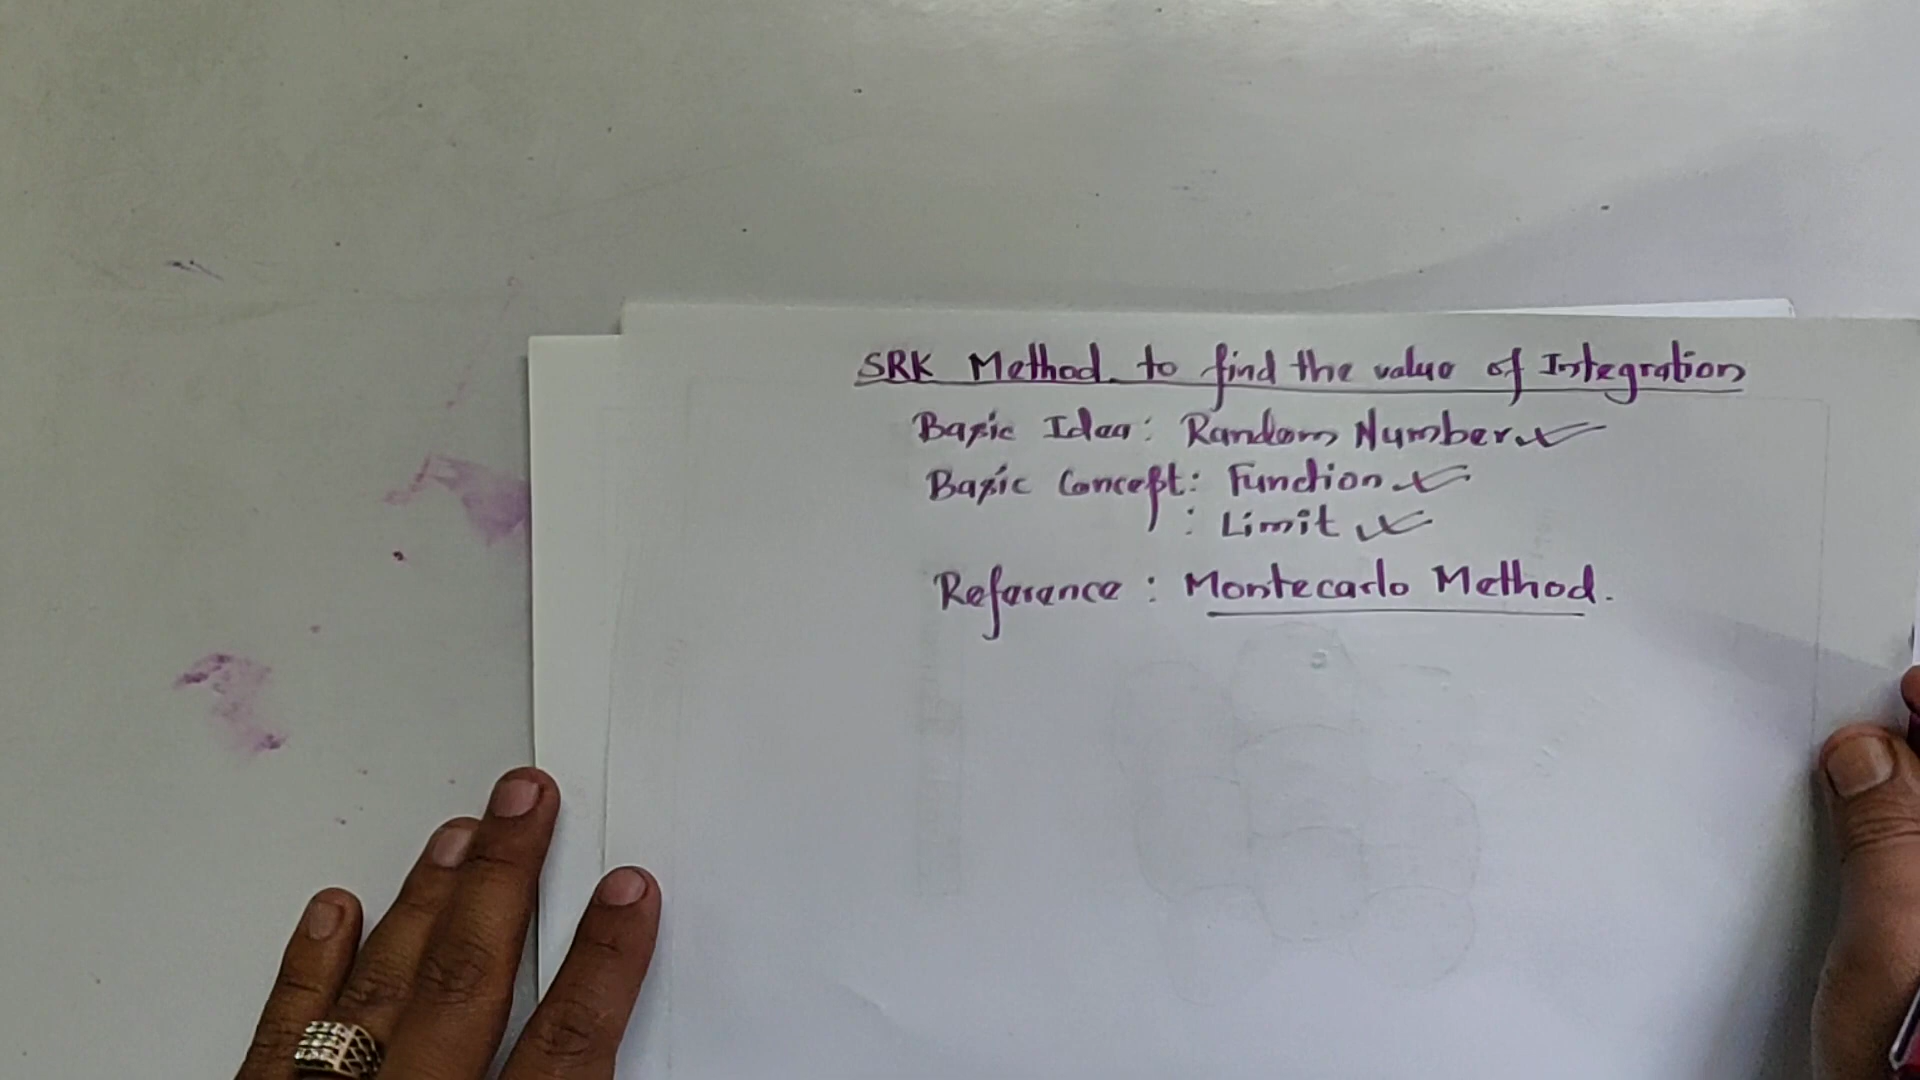 SRK Method to find the value of Integration
Basic Idea: Random Number
Basic Concept: Function
: Limit
Referance: Montecarlo Method.